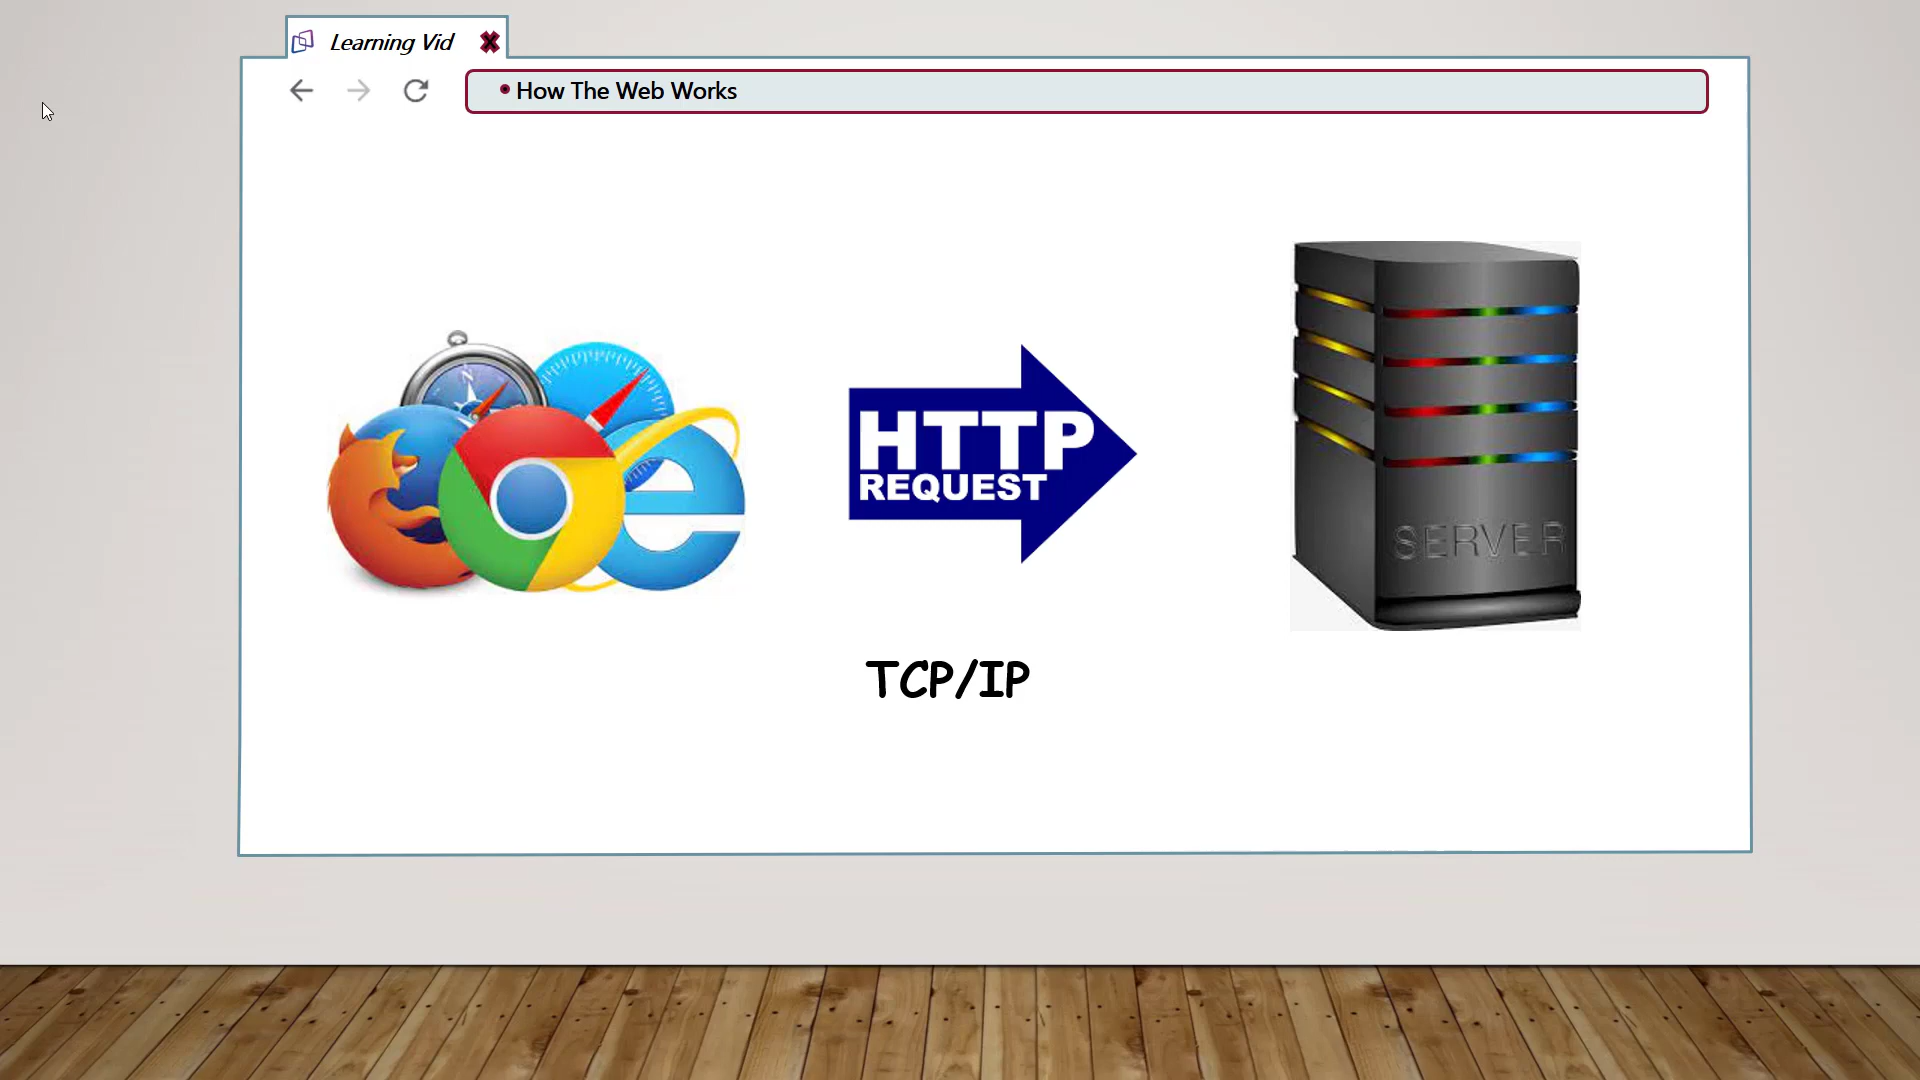 Learning Vid
• How The Web Works
HTTP
REQUEST
SERVER
TCP/IP